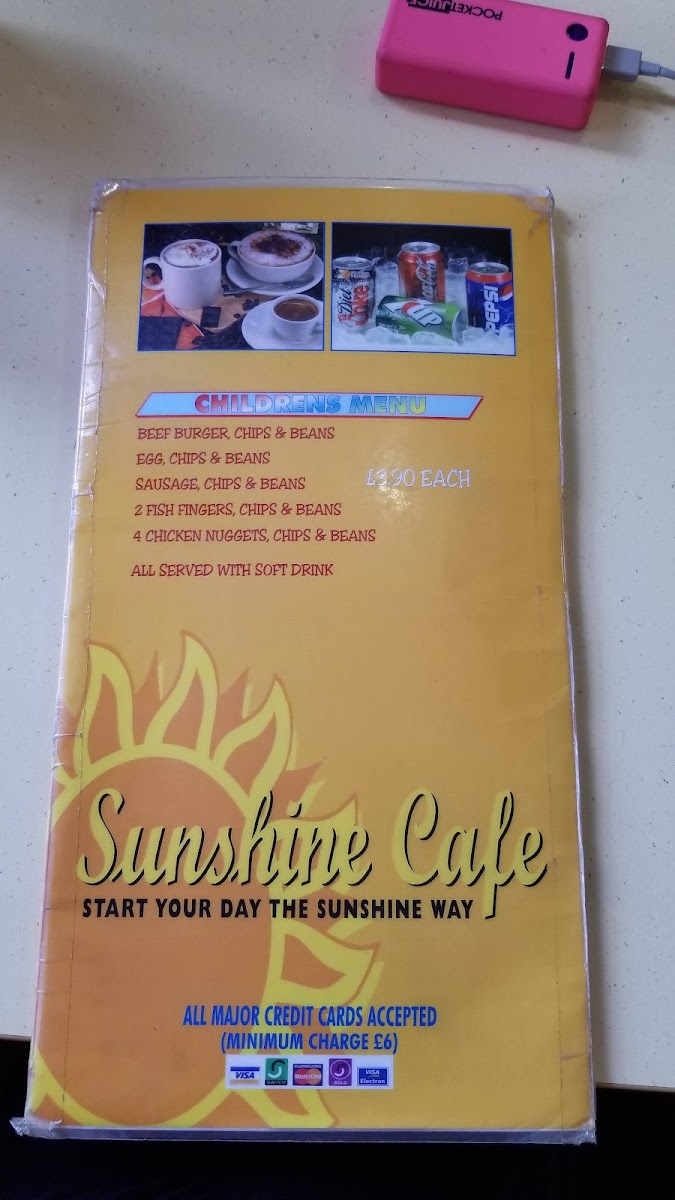 POCKETJUICE
Diet Coke
Coca-Cola
7UP
PEPSI
CHILDRENS MENU
BEEF BURGER, CHIPS & BEANS
EGG, CHIPS & BEANS
SAUSAGE, CHIPS & BEANS
£3.90 EACH
2 FISH FINGERS, CHIPS & BEANS
4 CHICKEN NUGGETS, CHIPS & BEANS
ALL SERVED WITH SOFT DRINK
Sunshine Cafe
START YOUR DAY THE SUNSHINE WAY
ALL MAJOR CREDIT CARDS ACCEPTED
(MINIMUM CHARGE £6)
VISA SWITCH EUROCARD MasterCard SOLO VISA Electron